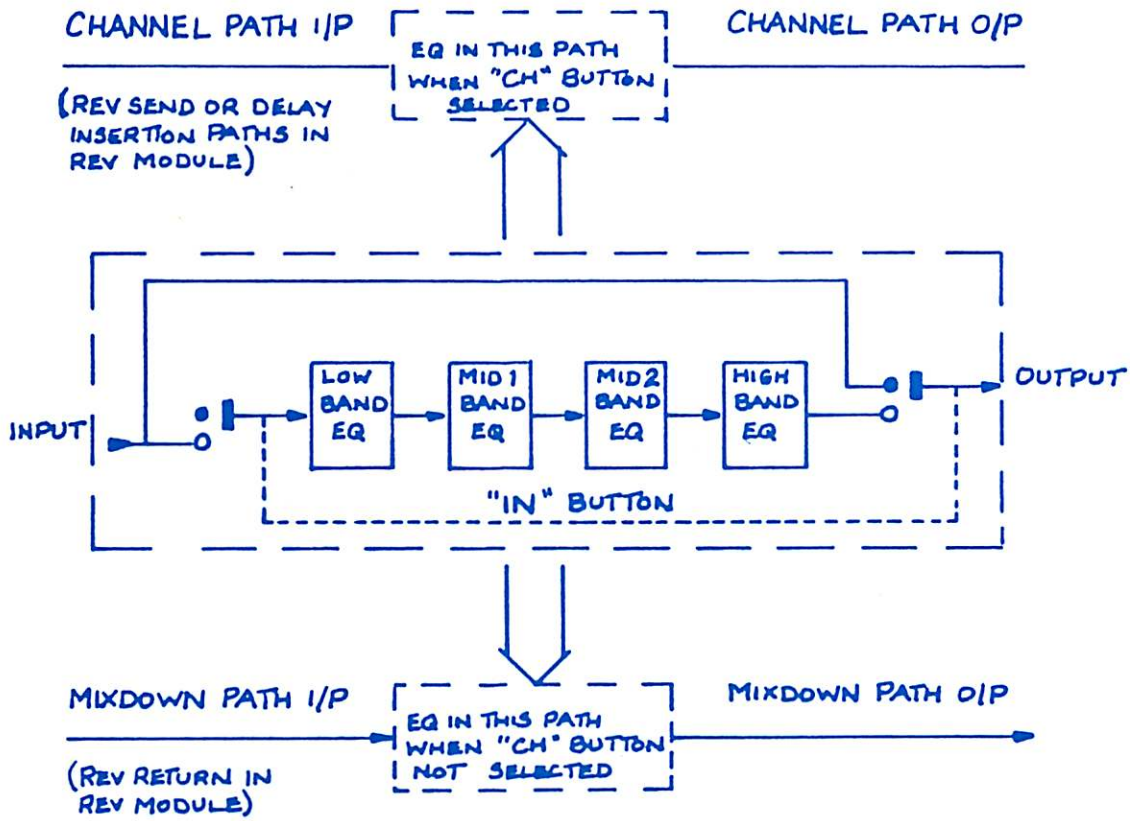 CHANNEL PATH I/P
CHANNEL PATH O/P
EQ IN THIS PATH
WHEN "CH" BUTTON
SELECTED
(REV SEND OR DELAY
INSERTION PATHS IN
REV MODULE)
INPUT
LOW
BAND
EQ
MID 1
BAND
EQ
MID 2
BAND
EQ
HIGH
BAND
EQ
OUTPUT
"IN" BUTTON
MIXDOWN PATH I/P
MIXDOWN PATH O/P
EQ IN THIS PATH
WHEN "CH" BUTTON
NOT SELECTED
(REV RETURN IN
REV MODULE)